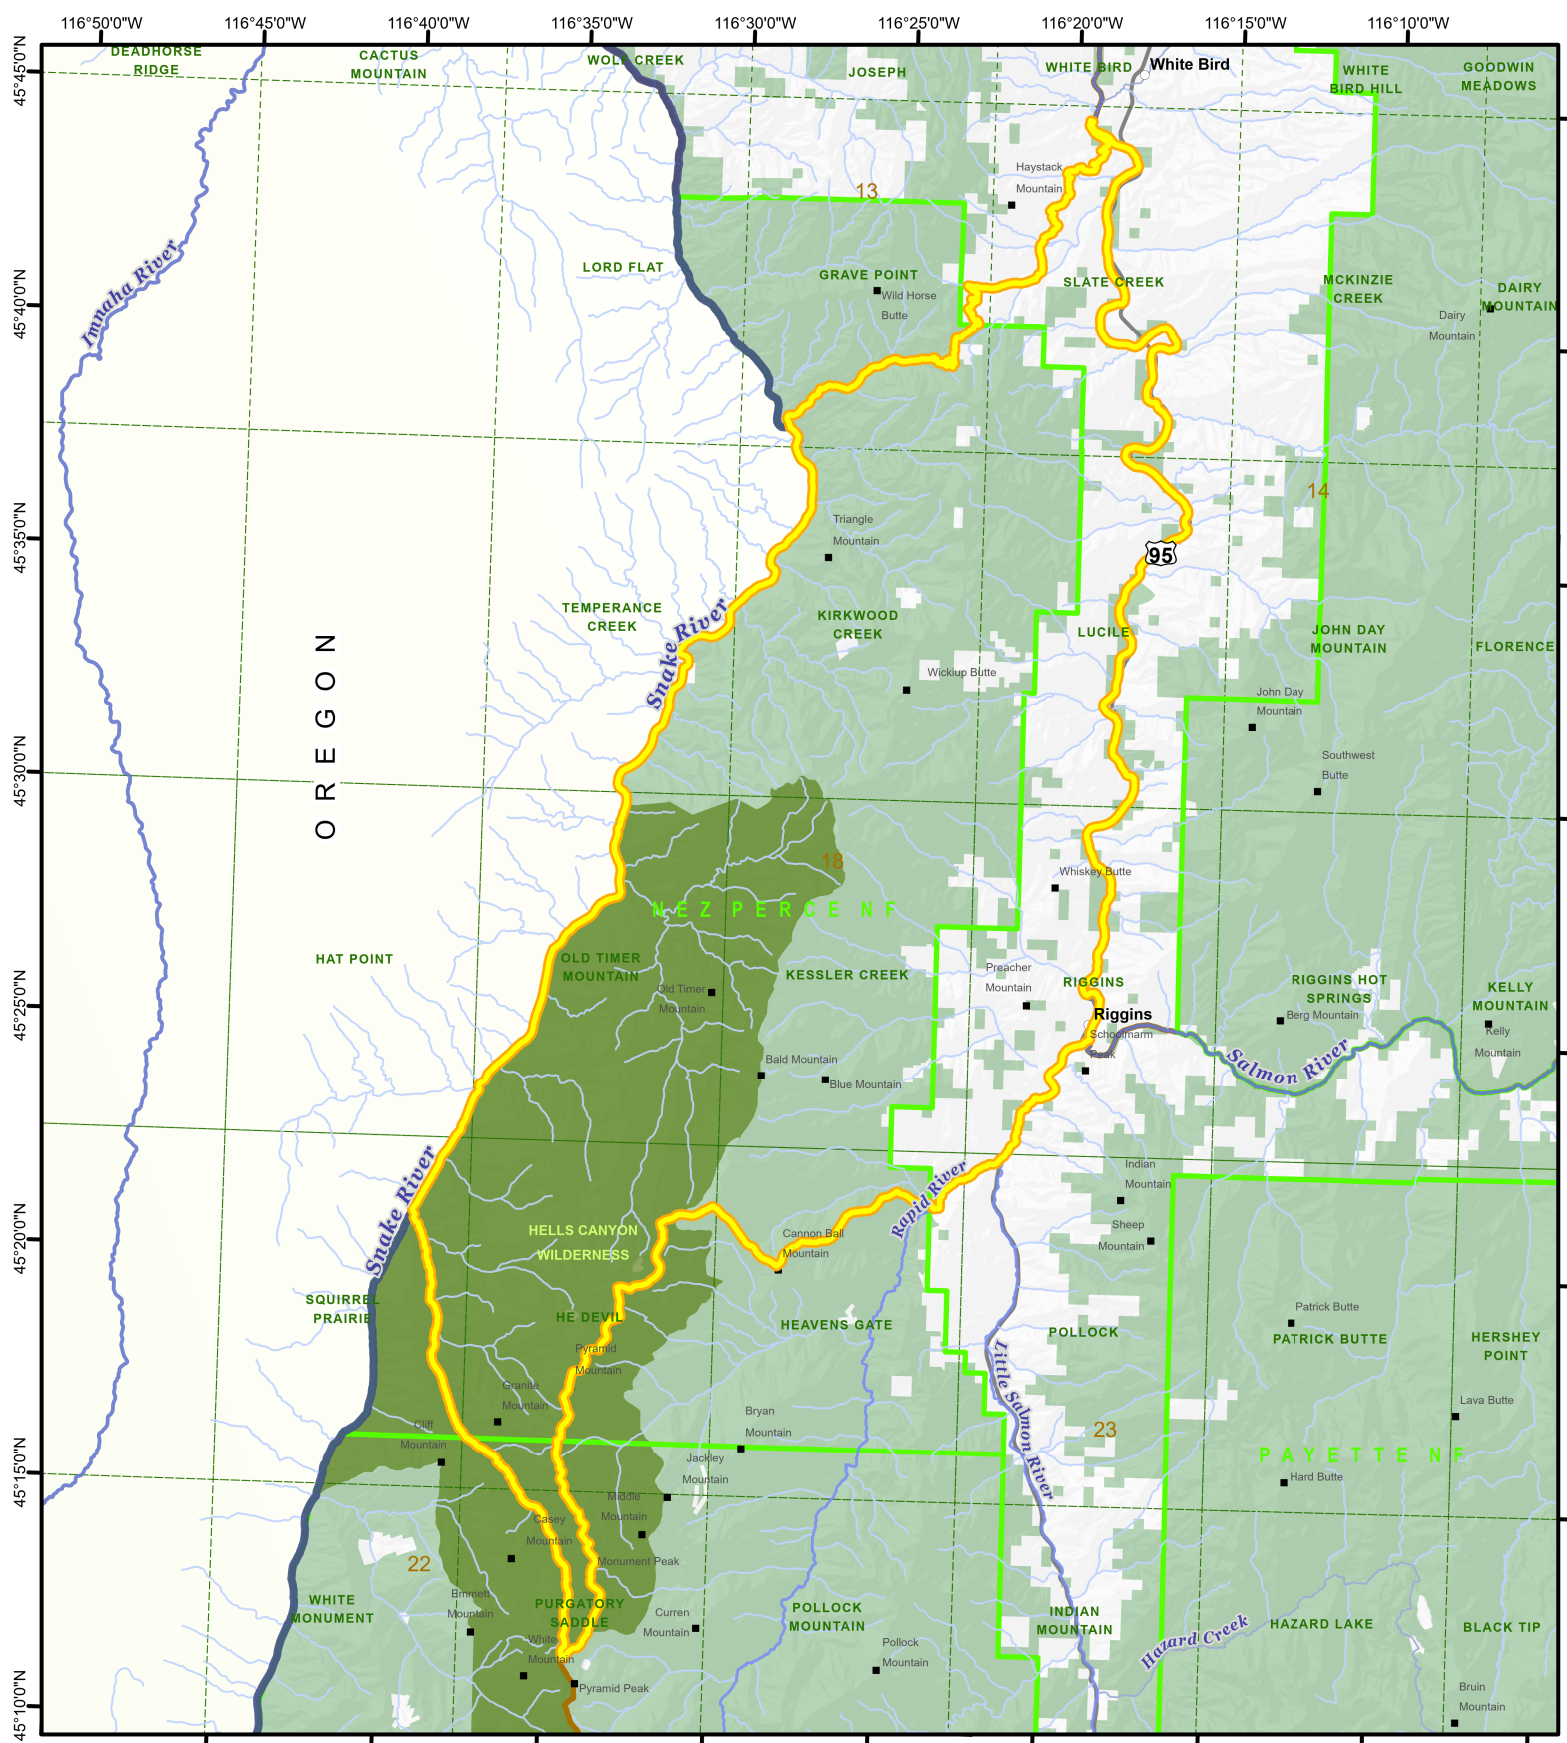 116°50'0"W
116°45'0"W
116°40'0"W
116°35'0"W
116°30'0"W
116°25'0"W
116°20'0"W
116°15'0"W
116°10'0"W
45°45'0"N
45°40'0"N
45°35'0"N
45°30'0"N
45°25'0"N
45°20'0"N
45°15'0"N
45°10'0"N
DEADHORSE
RIDGE
CACTUS
MOUNTAIN
WOLF CREEK
JOSEPH
WHITE BIRD
White Bird
WHITE
BIRD HILL
GOODWIN
MEADOWS
Haystack
Mountain
13
Imnaha River
LORD FLAT
GRAVE POINT
Wild Horse
Butte
SLATE CREEK
MCKINZIE
CREEK
DAIRY
MOUNTAIN
Dairy
Mountain
14
Triangle
Mountain
95
TEMPERANCE
CREEK
Snake River
KIRKWOOD
CREEK
LUCILE
JOHN DAY
MOUNTAIN
FLORENCE
OREGON
Wickiup Butte
John Day
Mountain
Southwest
Butte
18
Whiskey Butte
NEZ PERCE NF
HAT POINT
OLD TIMER
MOUNTAIN
Old Timer
Mountain
KESSLER CREEK
Preacher
Mountain
RIGGINS
Riggins
RIGGINS HOT
SPRINGS
Berg Mountain
KELLY
MOUNTAIN
Kelly
Mountain
Schoolmarm
Peak
Salmon River
Bald Mountain
Blue Mountain
Snake River
Rapid River
Indian
Mountain
Sheep
Mountain
HELLS CANYON
WILDERNESS
Cannon Ball
Mountain
SQUIRREL
PRAIRIE
HE DEVIL
HEAVENS GATE
POLLOCK
Patrick Butte
PATRICK BUTTE
HERSHEY
POINT
Pyramid
Mountain
Granite
Mountain
Little Salmon River
Lava Butte
Cliff
Mountain
Bryan
Mountain
23
PAYETTE NF
Jackley
Mountain
Hard Butte
Middle
Mountain
Casey
Mountain
22
Monument Peak
Emmett
Mountain
WHITE
MONUMENT
PURGATORY
SADDLE
Curren
Mountain
POLLOCK
MOUNTAIN
INDIAN
MOUNTAIN
Hazard Creek
HAZARD LAKE
BLACK TIP
White
Mountain
Pollock
Mountain
Pyramid Peak
Bruin
Mountain